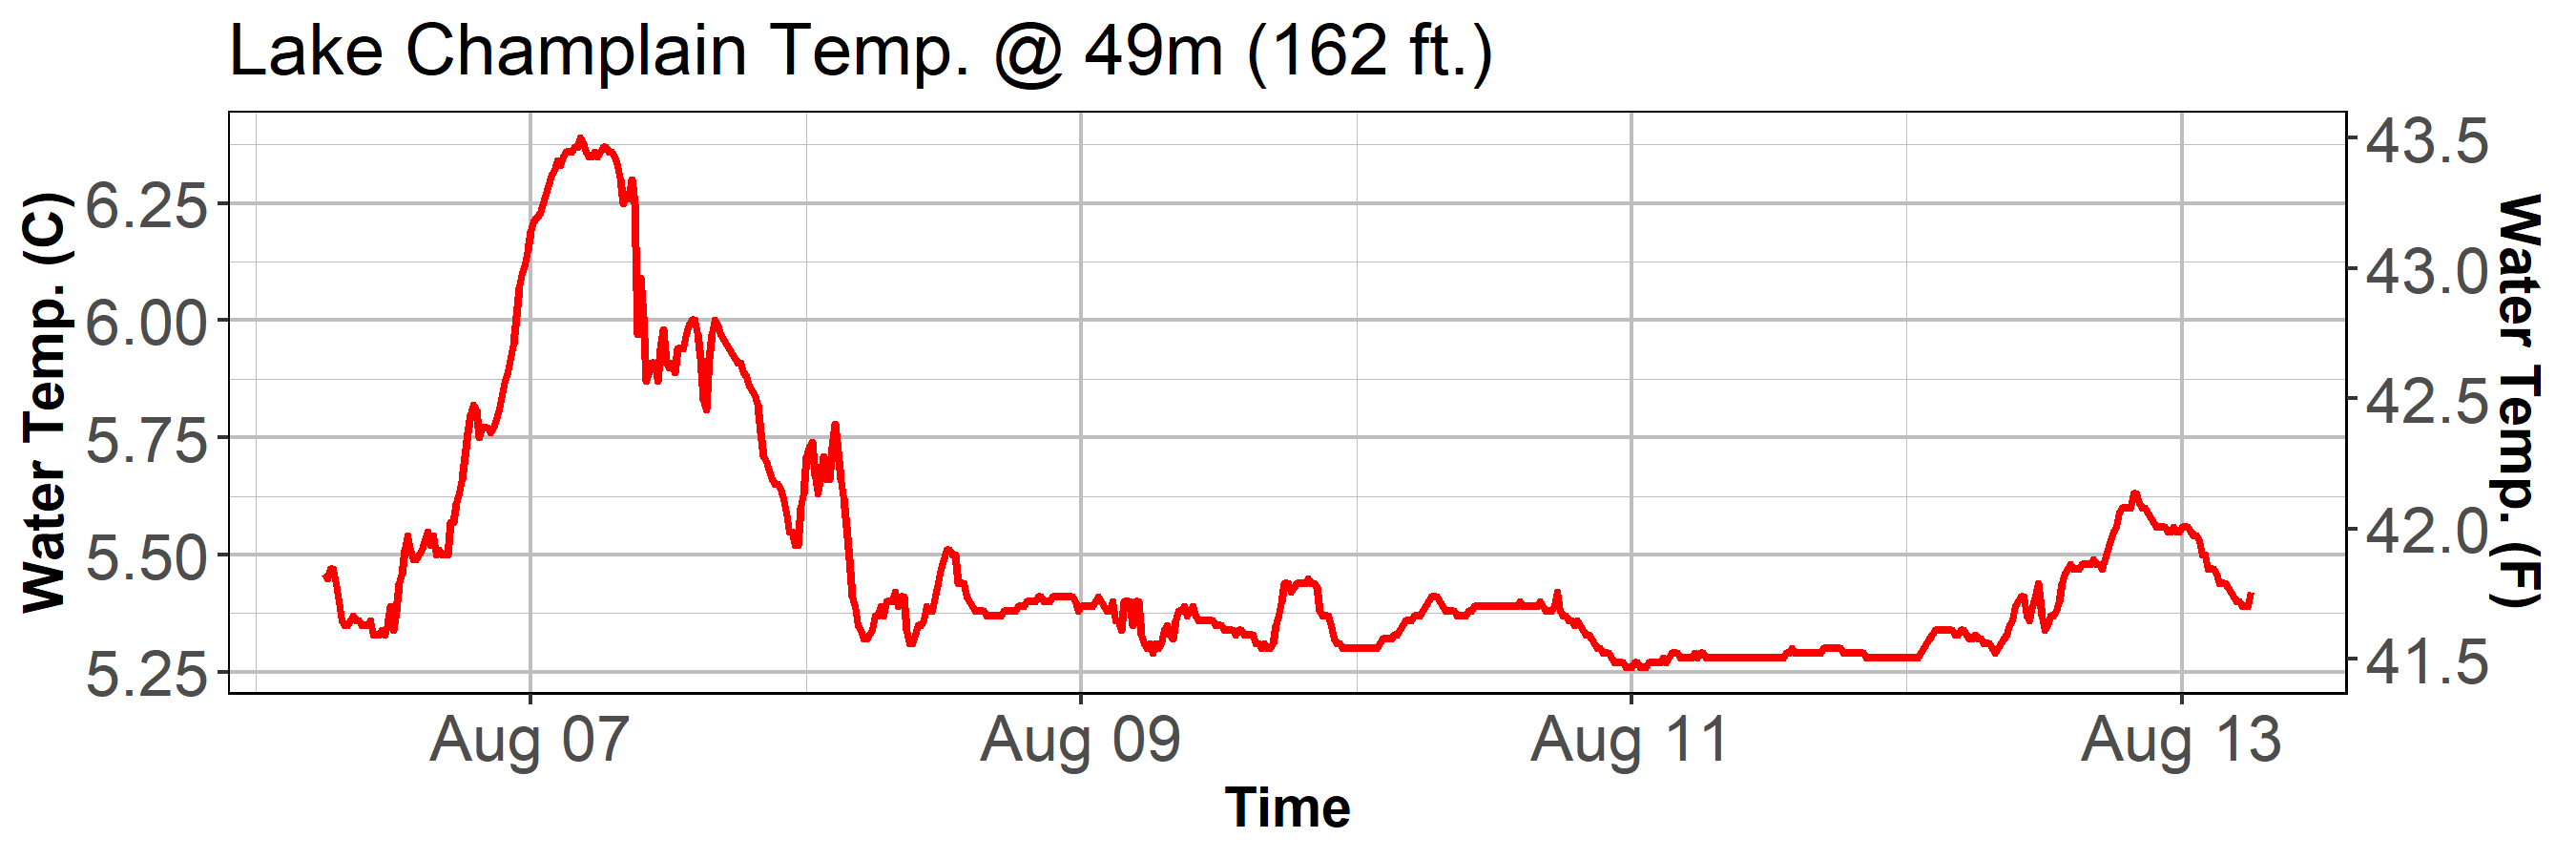 Lake Champlain Temp. @ 49m (162 ft.)
Water Temp. (C)
6.25
6.00
5.75
5.50
5.25
43.5
43.0
42.5
42.0
41.5
Water Temp. (F)
Aug 07
Aug 09
Aug 11
Aug 13
Time